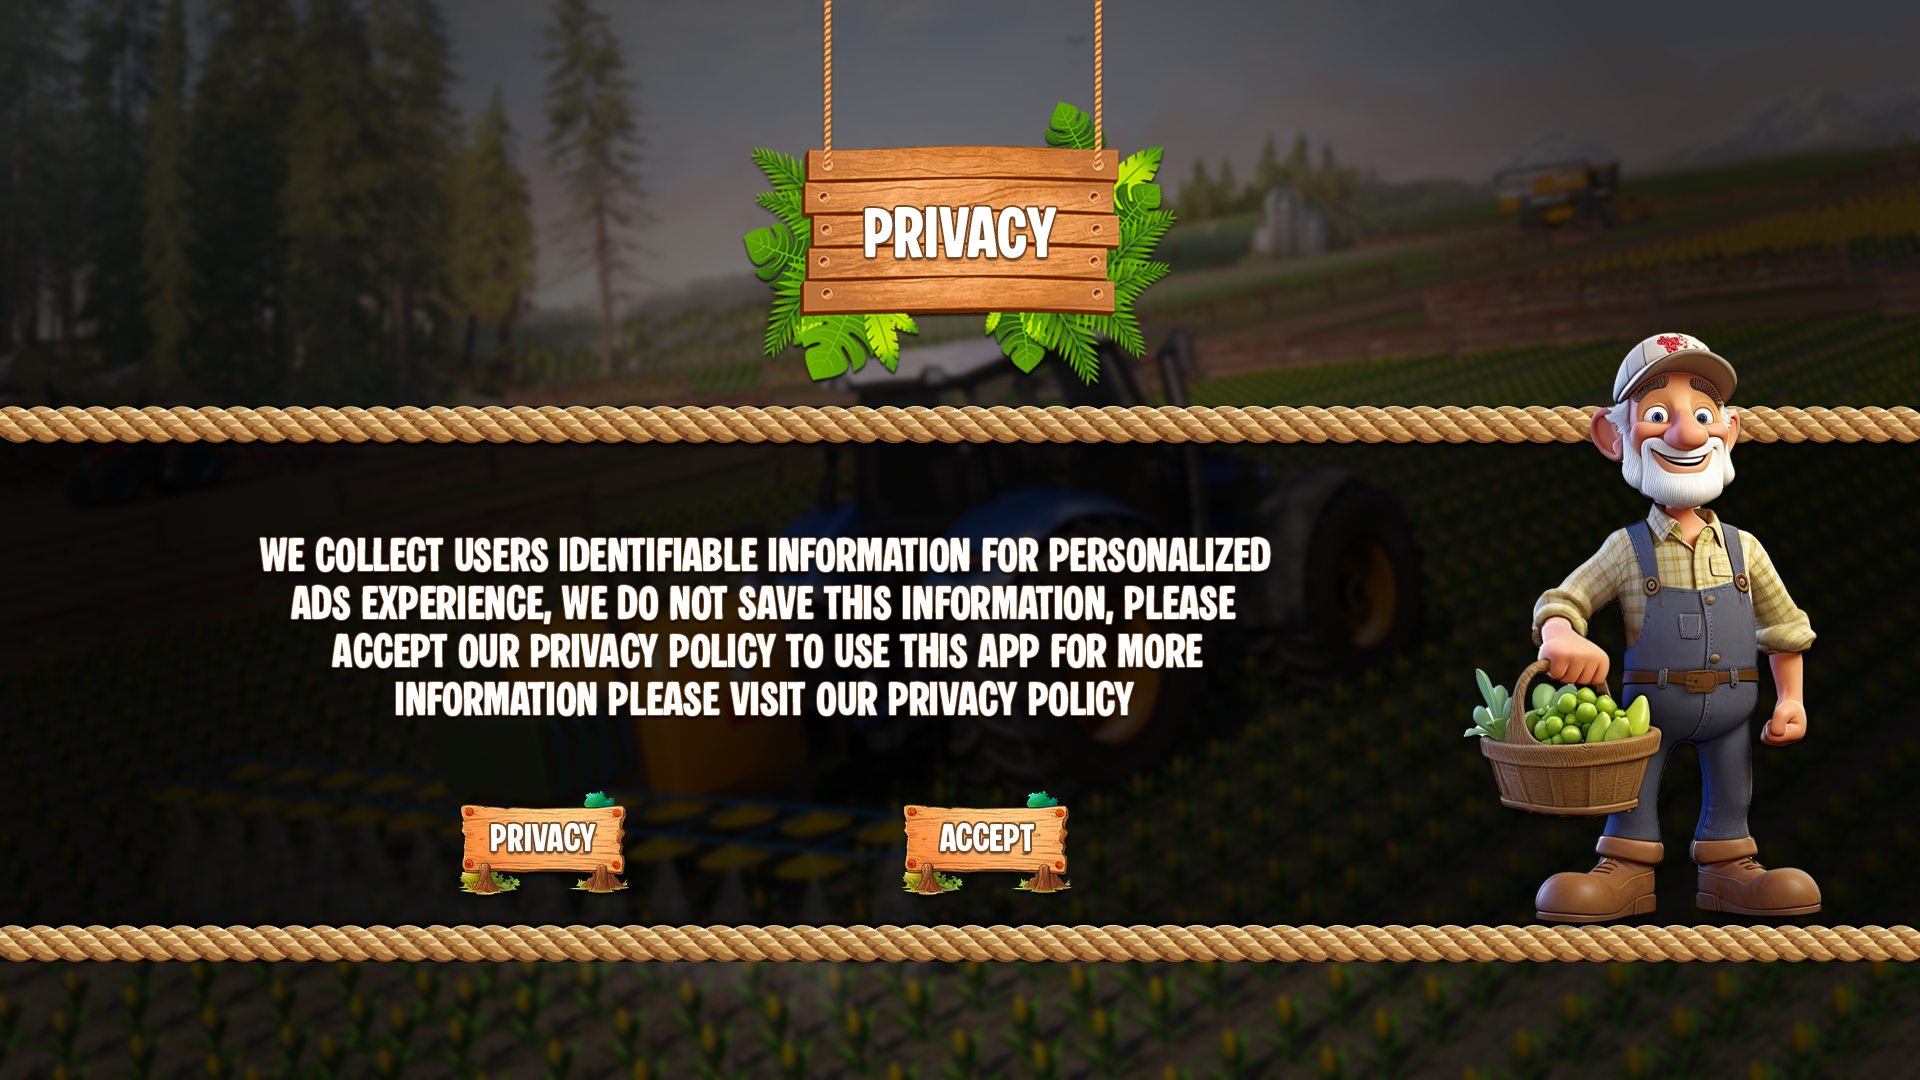 PRIVACY
WE COLLECT USERS IDENTIFIABLE INFORMATION FOR PERSONALIZED
ADS EXPERIENCE, WE DO NOT SAVE THIS INFORMATION, PLEASE
ACCEPT OUR PRIVACY POLICY TO USE THIS APP FOR MORE
INFORMATION PLEASE VISIT OUR PRIVACY POLICY
PRIVACY
ACCEPT